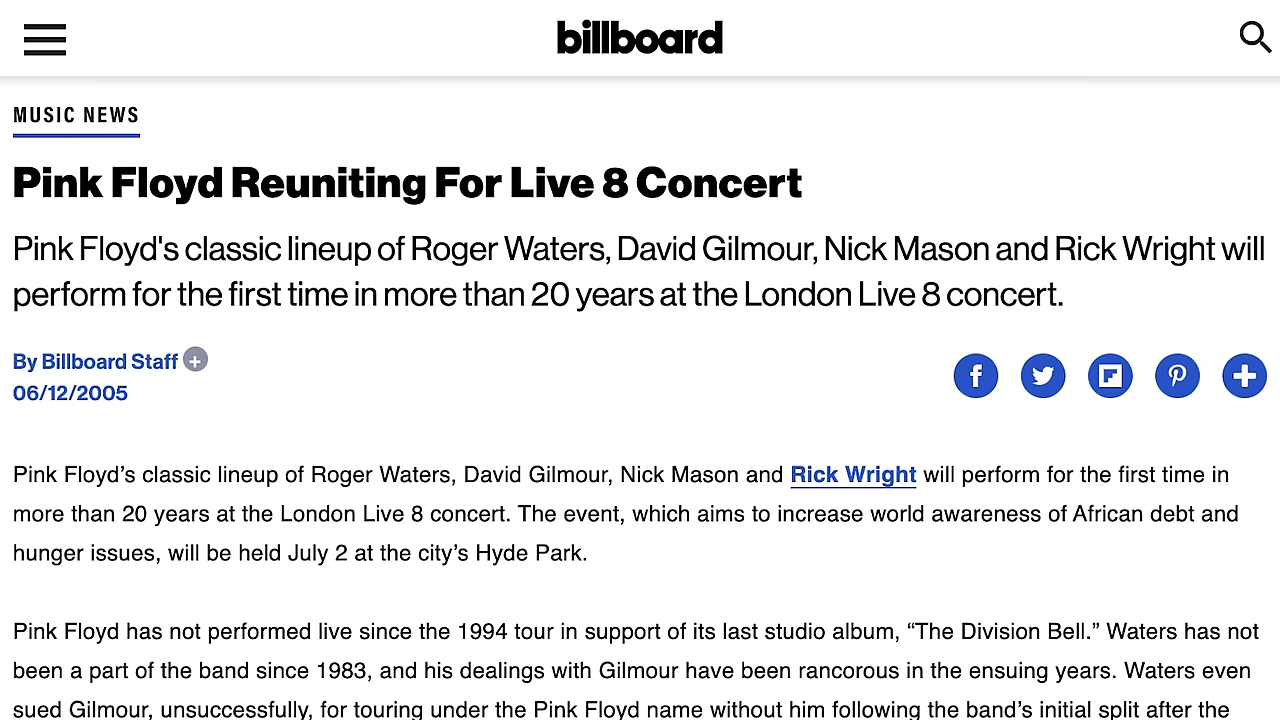 billboard
MUSIC NEWS
Pink Floyd Reuniting For Live 8 Concert
Pink Floyd's classic lineup of Roger Waters, David Gilmour, Nick Mason and Rick Wright will
perform for the first time in more than 20 years at the London Live 8 concert.
By Billboard Staff
06/12/2005
Pink Floyd’s classic lineup of Roger Waters, David Gilmour, Nick Mason and Rick Wright will perform for the first time in
more than 20 years at the London Live 8 concert. The event, which aims to increase world awareness of African debt and
hunger issues, will be held July 2 at the city’s Hyde Park.
Pink Floyd has not performed live since the 1994 tour in support of its last studio album, “The Division Bell.” Waters has not
been a part of the band since 1983, and his dealings with Gilmour have been rancorous in the ensuing years. Waters even
sued Gilmour, unsuccessfully, for touring under the Pink Floyd name without him following the band’s initial split after the